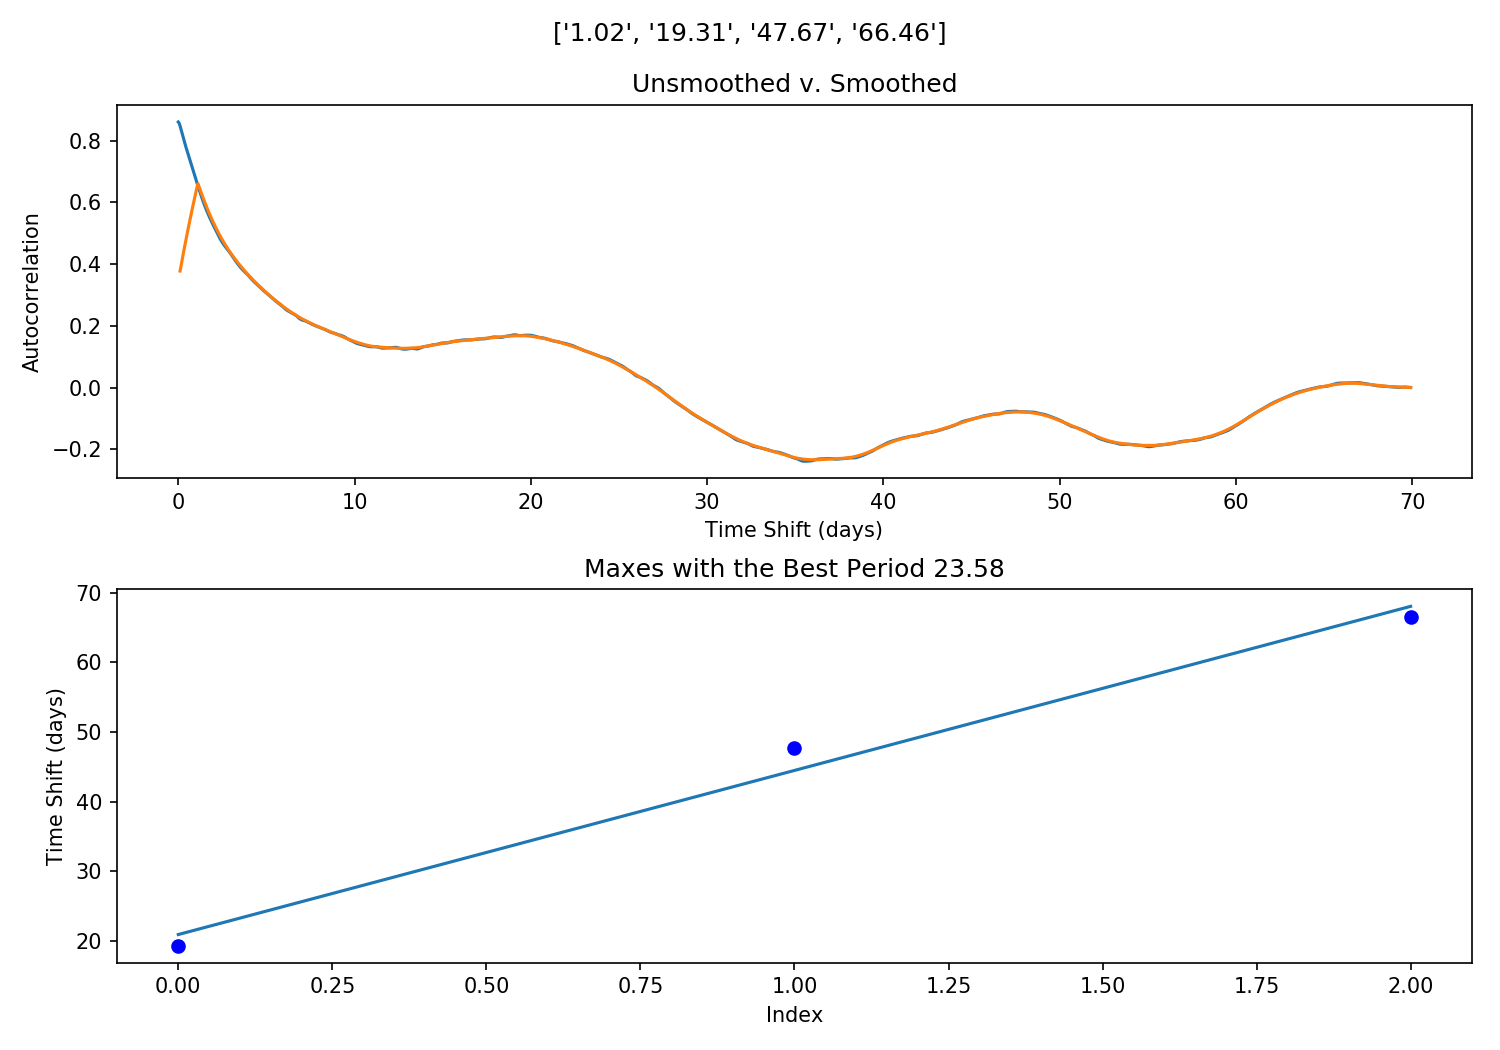 ['1.02', '19.31', '47.67', '66.46']
Unsmoothed v. Smoothed
Autocorrelation
0.8
0.6
0.4
0.2
0.0
−0.2
0 10 20 30 40 50 60 70
Time Shift (days)
Maxes with the Best Period 23.58
Time Shift (days)
70
60
50
40
30
20
0.00 0.25 0.50 0.75 1.00 1.25 1.50 1.75 2.00
Index